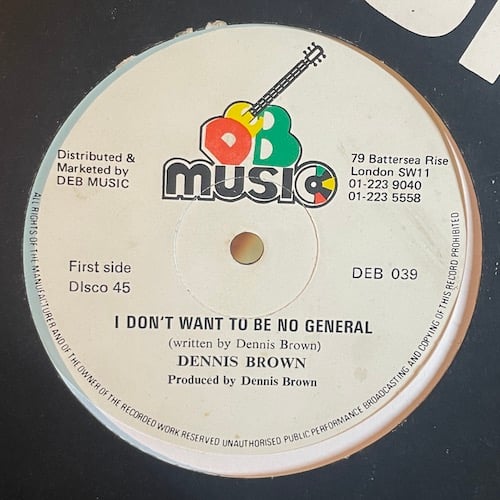 DEB
MUSIC
Distributed &
Marketed by
DEB MUSIC
79 Battersea Rise
London SW11
01-223 9040
01-223 5558
First side
DIsco 45
DEB 039
I DON'T WANT TO BE NO GENERAL
(written by Dennis Brown)
DENNIS BROWN
Produced by Dennis Brown
ALL RIGHTS OF THE MANUFACTURER AND OF THE OWNER OF THE RECORDED WORK RESERVED UNAUTHORISED PUBLIC PERFORMANCE BROADCASTING AND COPYING OF THIS RECORD PROHIBITED